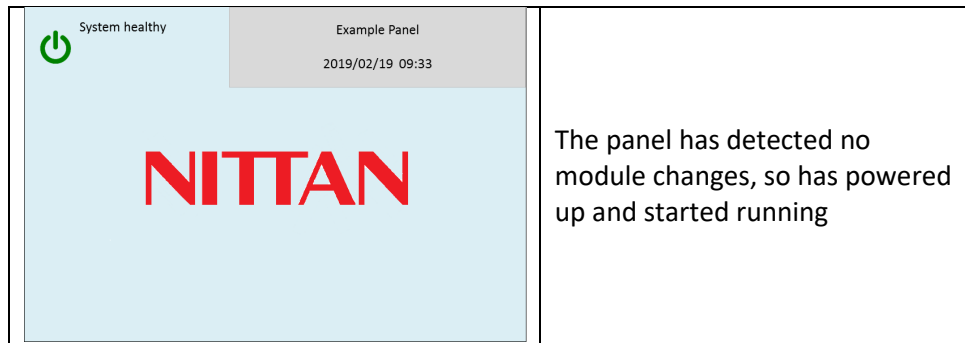 System healthy
Example Panel
2019/02/19 09:33
NITTAN
The panel has detected no
module changes, so has powered
up and started running